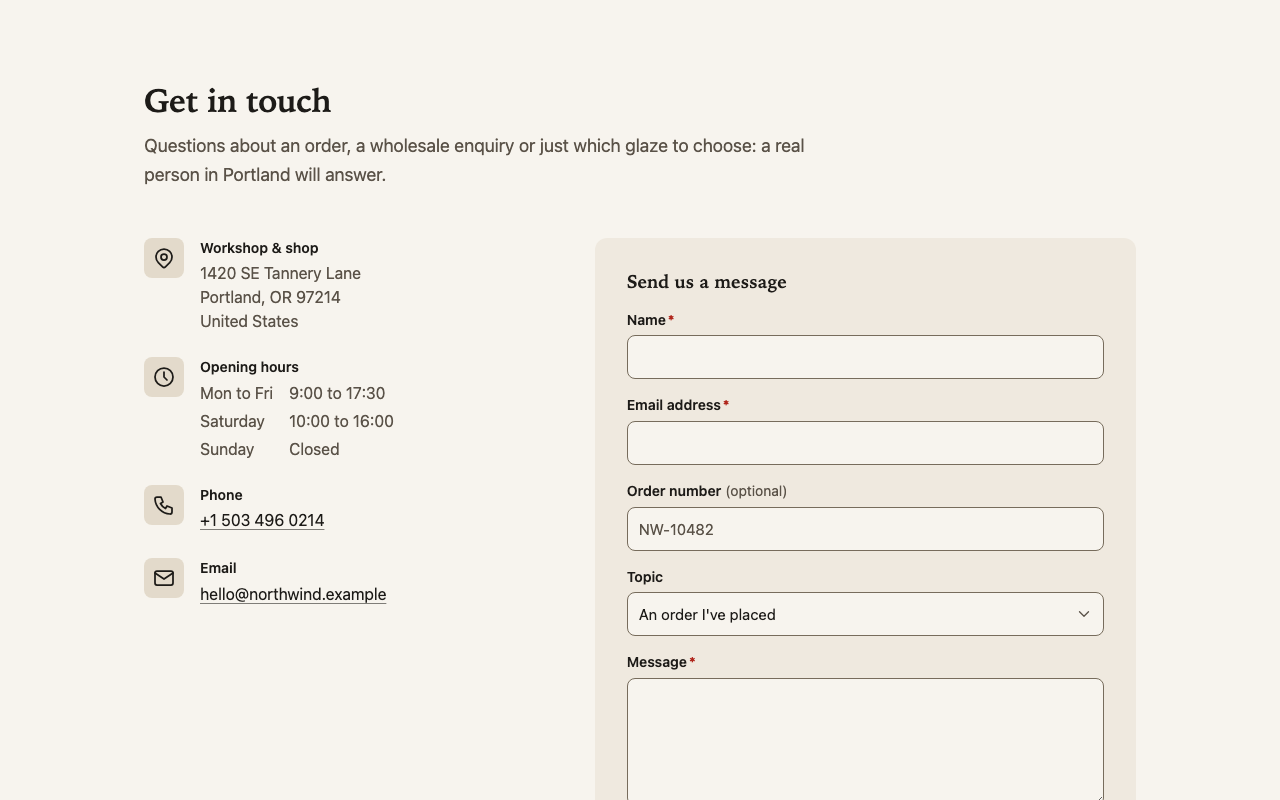 Get in touch
Questions about an order, a wholesale enquiry or just which glaze to choose: a real
person in Portland will answer.
Workshop & shop
1420 SE Tannery Lane
Portland, OR 97214
United States
Opening hours
Mon to Fri 9:00 to 17:30
Saturday 10:00 to 16:00
Sunday Closed
Phone
+1 503 496 0214
Email
hello@northwind.example
Send us a message
Name*
Email address*
Order number (optional)
NW-10482
Topic
An order I've placed
Message*